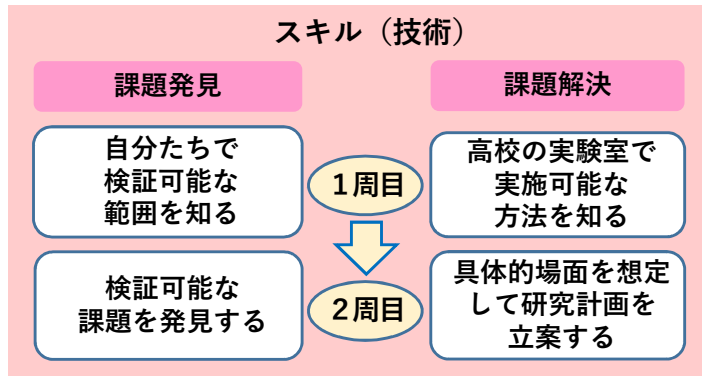 スキル（技術）
課題発見
課題解決
自分たちで
検証可能な
範囲を知る
１周目
高校の実験室で
実施可能な
方法を知る
検証可能な
課題を発見する
２周目
具体的場面を想定
して研究計画を
立案する